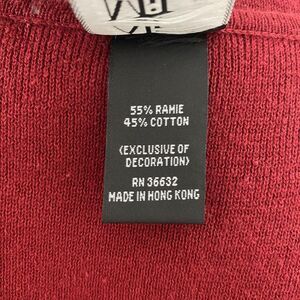 55% RAMIE
45% COTTON
(EXCLUSIVE OF
DECORATION)
RN 36632
MADE IN HONG KONG